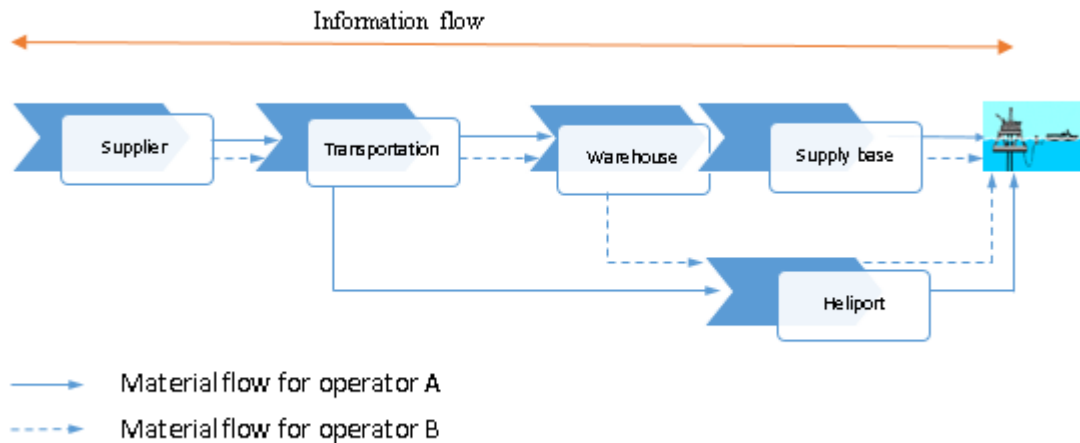 Information flow
Supplier
Transportation
Warehouse
Supply base
Heliport
Material flow for operator A
Material flow for operator B